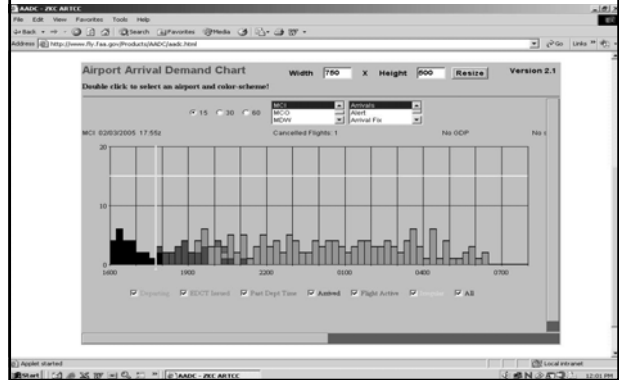 AADC - ZKC ARTCC
File Edit View Favorites Tools Help
Back Search Favorites Media
Address http://www.fly.faa.gov/Products/AADC/aadc.html Go Links
Airport Arrival Demand Chart Width 750 X Height 500 Resize Version 2.1
Double click to select an airport and color-scheme!
15 30 60
MCI Arrivals
MCO Alert
MDW Arrival Fix
MCI 02/03/2005 17:55z Cancelled Flights: 1 No GDP
20
10
0
1600 1900 2200 0100 0400 0700
Departing EDCT Issued Past Dept Time Arrived Flight Active All
Applet started Local intranet
Start AADC - ZKC ARTCC 12:01 PM